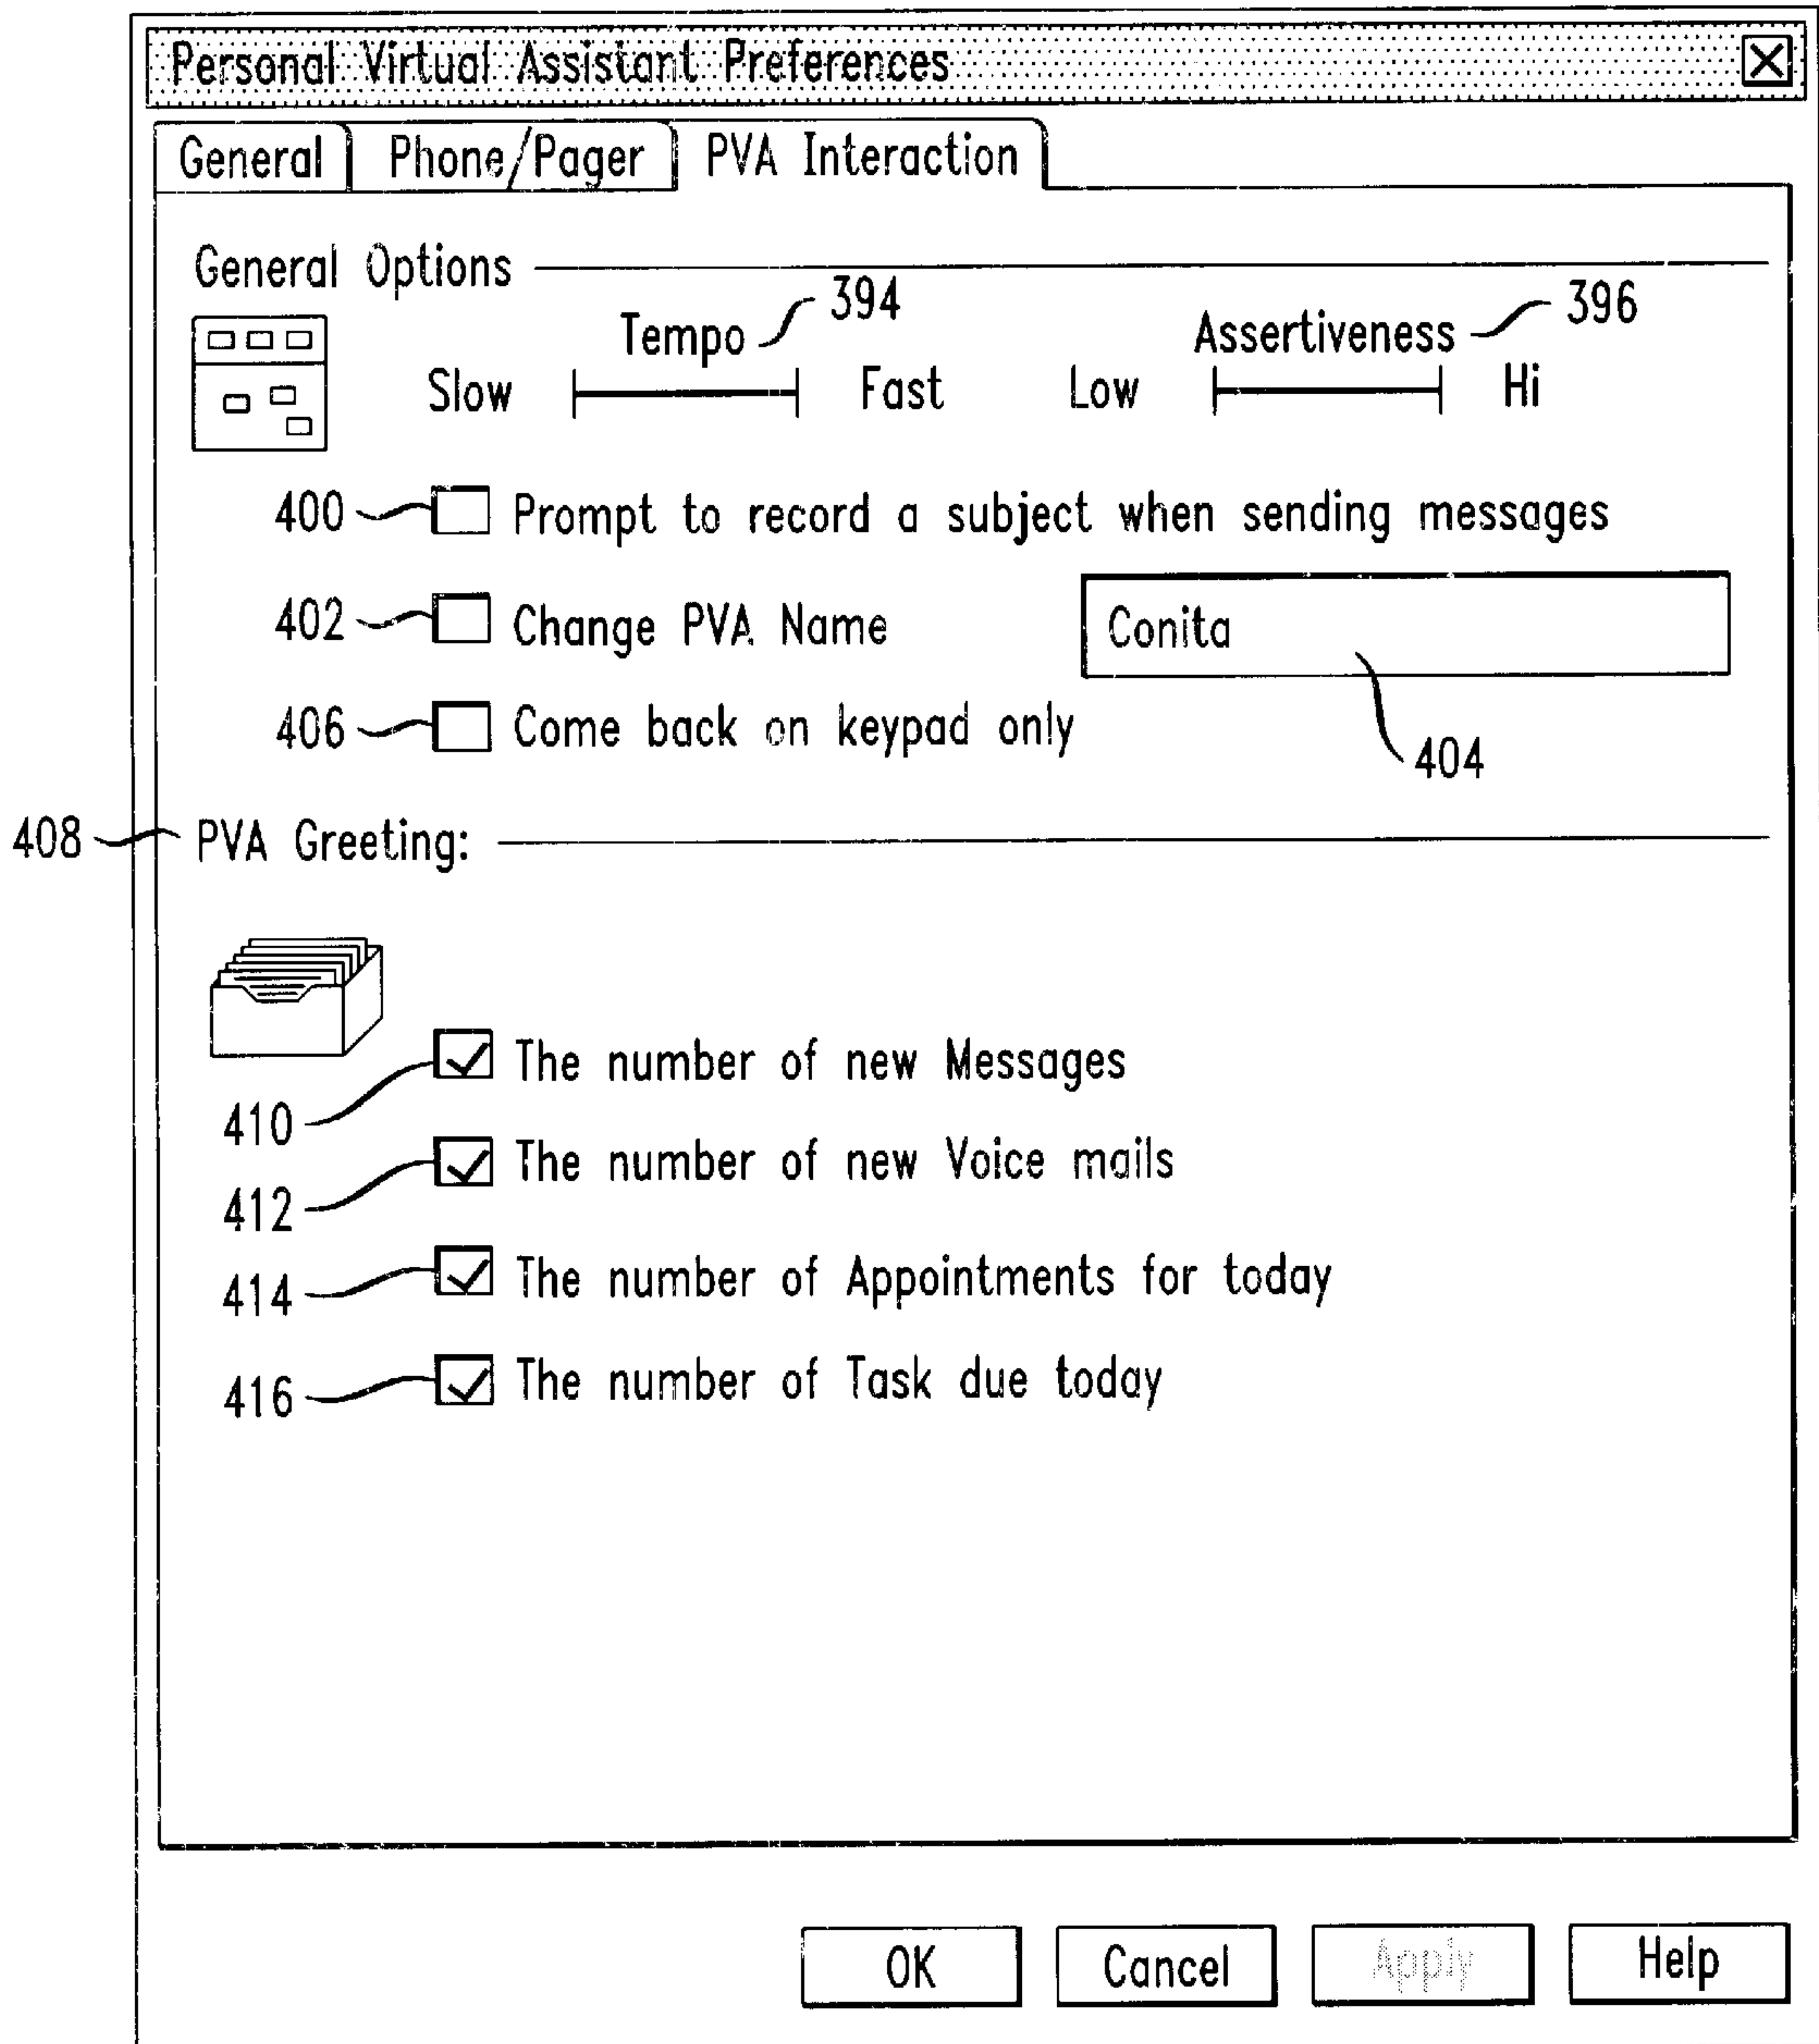 Personal Virtual Assistant Preferences
General Phone/Pager PVA Interaction
General Options
Tempo 394 Assertiveness 396
Slow Fast Low Hi
400 Prompt to record a subject when sending messages
402 Change PVA Name Conita
406 Come back on keypad only
404
408 PVA Greeting:
The number of new Messages
410
The number of new Voice mails
412
The number of Appointments for today
414
The number of Task due today
416
OK Cancel Apply Help